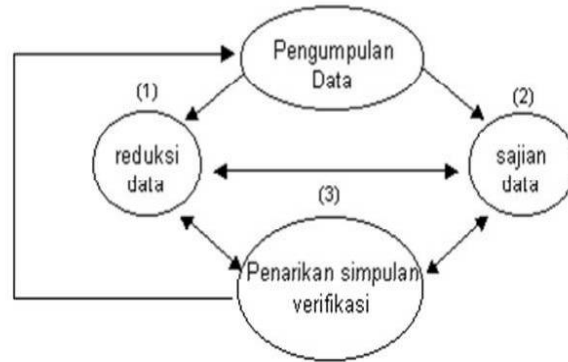 Pengumpulan
Data
(1)
(2)
reduksi
data
sajian
data
(3)
Penarikan simpulan
verifikasi